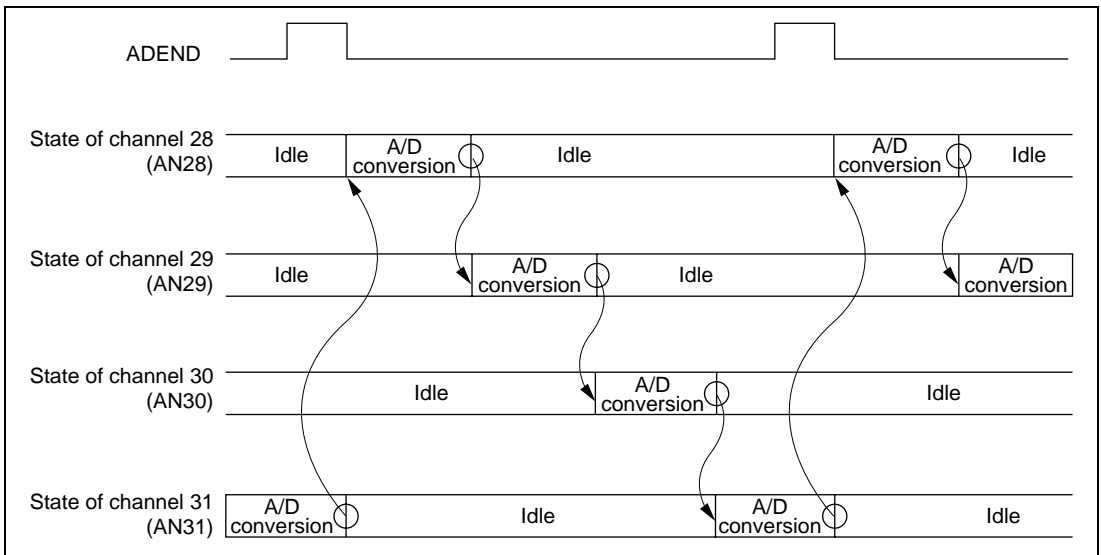 ADEND
State of channel 28
(AN28)
Idle
A/D
conversion
Idle
A/D
conversion
Idle
State of channel 29
(AN29)
Idle
A/D
conversion
Idle
A/D
conversion
State of channel 30
(AN30)
Idle
A/D
conversion
Idle
State of channel 31
(AN31)
A/D
conversion
Idle
A/D
conversion
Idle